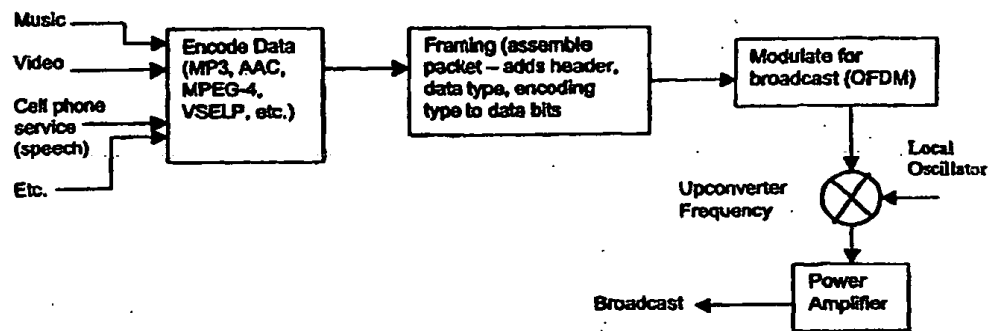 Music
Video
Cell phone
service
(speech)
Etc.
Encode Data
(MP3, AAC,
MPEG-4,
VSELP, etc.)
Framing (assemble
packet – adds header,
data type, encoding
type to data bits
Modulate for
broadcast (OFDM)
Local
Oscillator
Upconverter
Frequency
Power
Amplifier
Broadcast